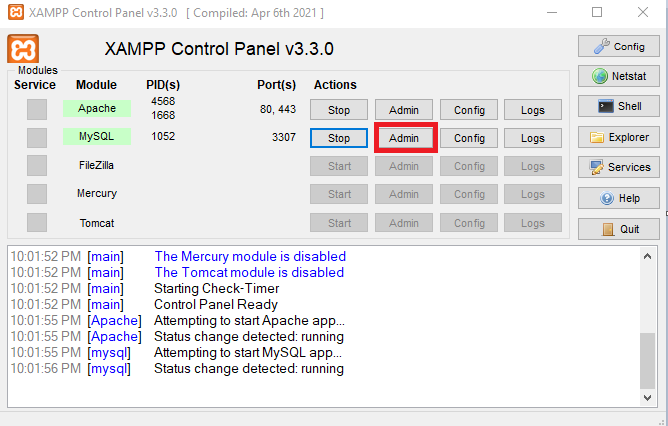 XAMPP Control Panel v3.3.0 [ Compiled: Apr 6th 2021 ]
XAMPP Control Panel v3.3.0
Config
Modules
Service Module PID(s) Port(s) Actions
Netstat
Apache 4568 1668 80, 443 Stop Admin Config Logs
Shell
MySQL 1052 3307 Stop Admin Config Logs
Explorer
FileZilla Start Admin Config Logs
Services
Mercury Start Admin Config Logs
Help
Tomcat Start Admin Config Logs
Quit
10:01:52 PM [main] The Mercury module is disabled
10:01:52 PM [main] The Tomcat module is disabled
10:01:52 PM [main] Starting Check-Timer
10:01:52 PM [main] Control Panel Ready
10:01:55 PM [Apache] Attempting to start Apache app...
10:01:55 PM [Apache] Status change detected: running
10:01:55 PM [mysql] Attempting to start MySQL app...
10:01:56 PM [mysql] Status change detected: running